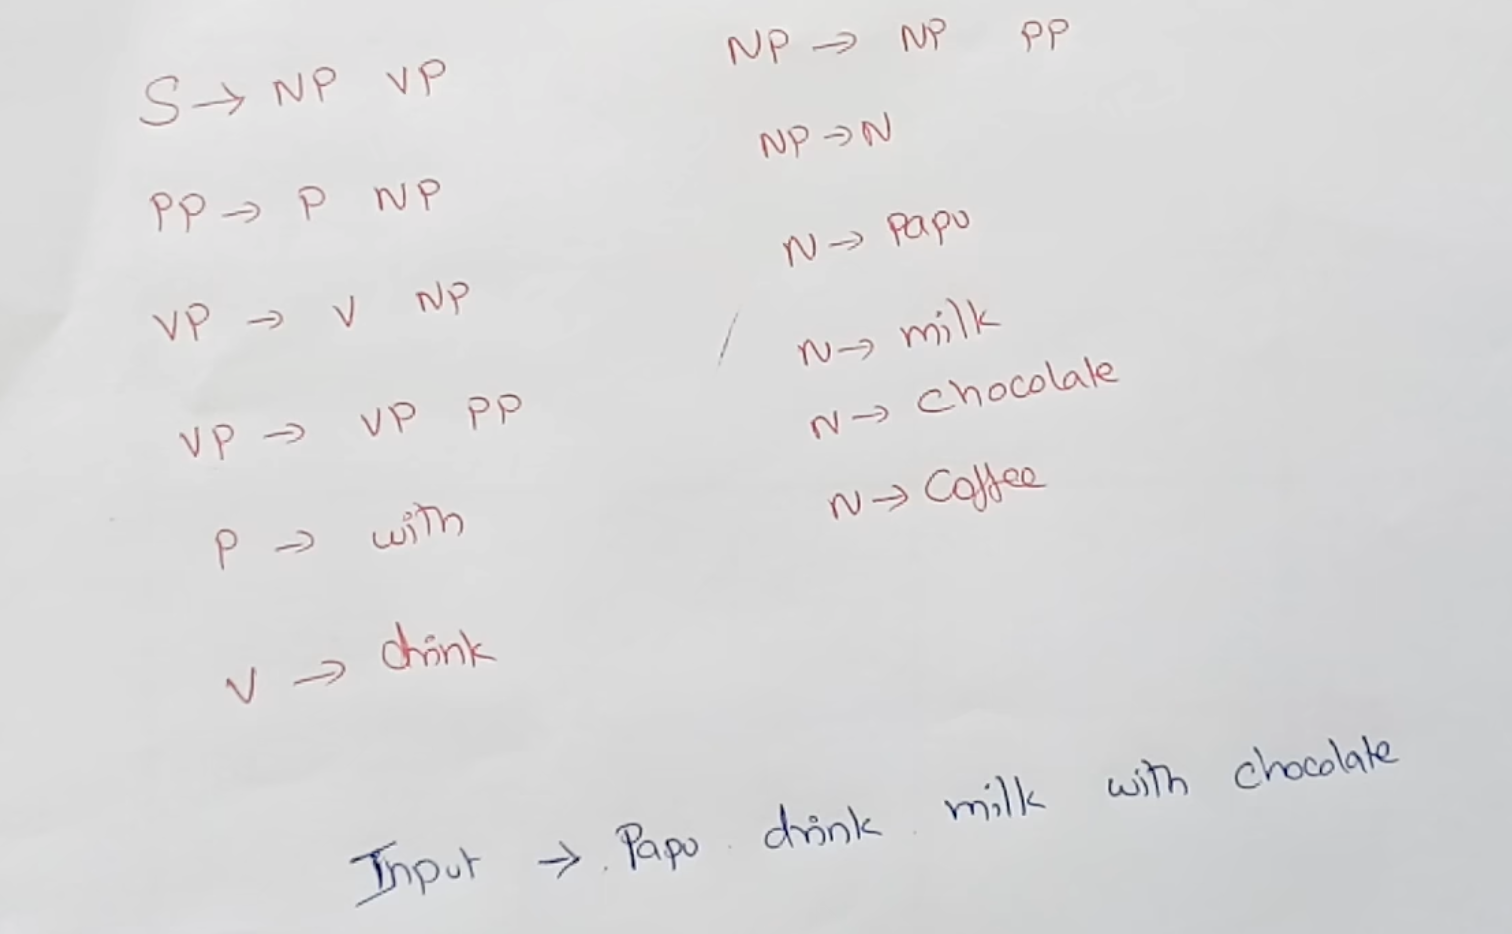 S → NP VP
PP → P NP
VP → V NP
VP → VP PP
P → with
V → drink
NP → NP PP
NP → N
N → Papu
N → milk
N → chocolate
N → Coffee
Input → Papu drink milk with chocolate